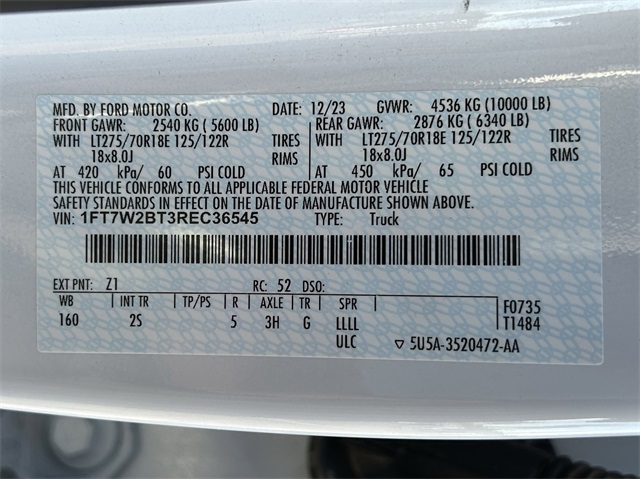 MFD. BY FORD MOTOR CO. DATE: 12/23 GVWR: 4536 KG (10000 LB)
FRONT GAWR: 2540 KG ( 5600 LB) REAR GAWR: 2876 KG ( 6340 LB)
WITH LT275/70R18E 125/122R TIRES WITH LT275/70R18E 125/122R TIRES
18x8.0J RIMS 18x8.0J RIMS
AT 420 kPa/ 60 PSI COLD AT 450 kPa/ 65 PSI COLD
THIS VEHICLE CONFORMS TO ALL APPLICABLE FEDERAL MOTOR VEHICLE
SAFETY STANDARDS IN EFFECT ON THE DATE OF MANUFACTURE SHOWN ABOVE.
VIN: 1FT7W2BT3REC36545 TYPE: Truck
EXT PNT: Z1 RC: 52 DSO:
WB INT TR TP/PS R AXLE TR SPR F0735
160 2S 5 3H G LLLL T1484
ULC ▽ 5U5A-3520472-AA